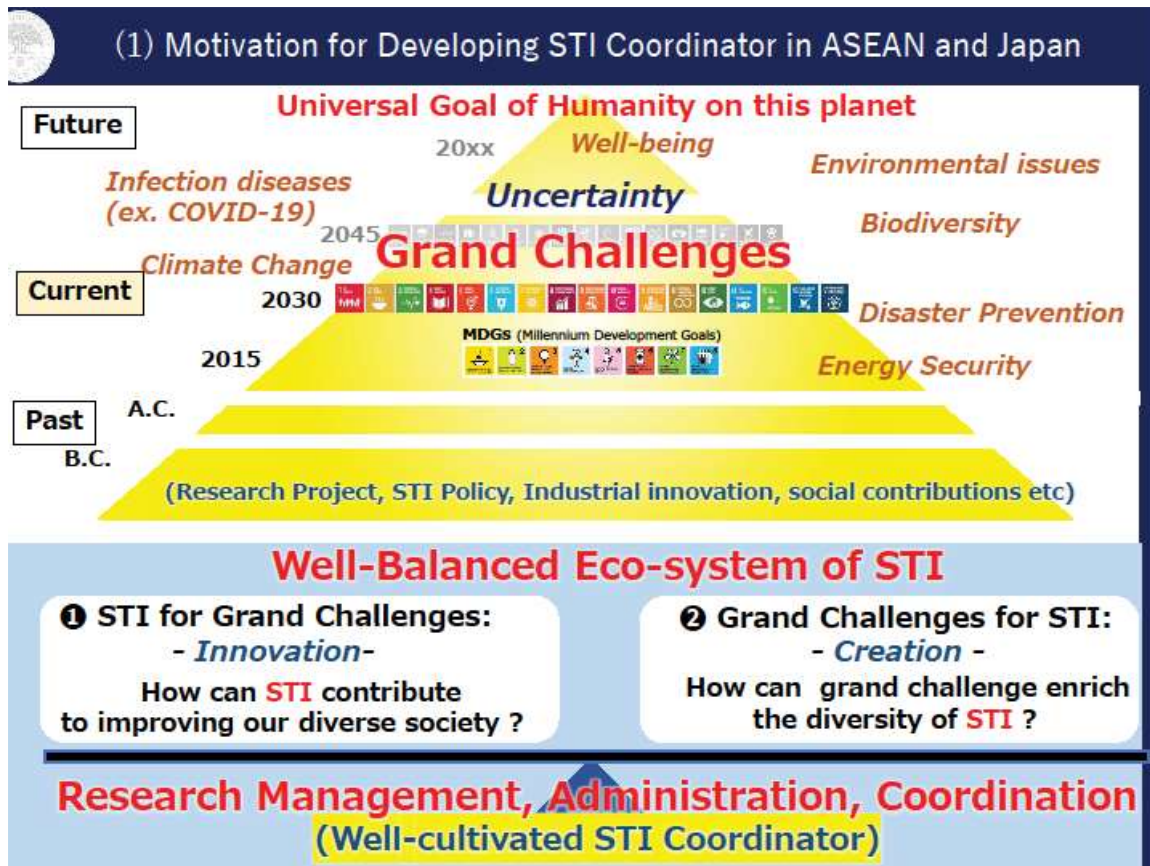 (1) Motivation for Developing STI Coordinator in ASEAN and Japan
Universal Goal of Humanity on this planet
Future
20xx
Well-being
Environmental issues
Infection diseases
(ex. COVID-19)
Uncertainty
Biodiversity
2045
Grand Challenges
Climate Change
Current
2030
Disaster Prevention
MDGs (Millennium Development Goals)
2015
Energy Security
A.C.
Past
B.C.
(Research Project, STI Policy, Industrial innovation, social contributions etc)
Well-Balanced Eco-system of STI
❶ STI for Grand Challenges:
- Innovation-
How can STI contribute
to improving our diverse society ?
❷ Grand Challenges for STI:
- Creation -
How can grand challenge enrich
the diversity of STI ?
Research Management, Administration, Coordination
(Well-cultivated STI Coordinator)